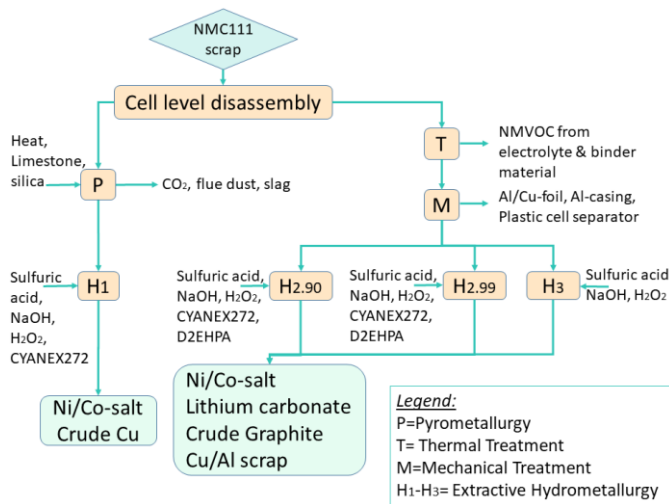 NMC111
scrap
Cell level disassembly
Heat,
Limestone,
silica
P
CO₂, flue dust, slag
T
NMVOC from
electrolyte & binder
material
M
Al/Cu-foil, Al-casing,
Plastic cell separator
Sulfuric
acid,
NaOH,
H₂O₂,
CYANEX272
H1
Sulfuric acid,
NaOH, H₂O₂,
CYANEX272,
D2EHPA
H2.90
Sulfuric acid,
NaOH, H₂O₂,
CYANEX272,
D2EHPA
H2.99
H3
Sulfuric acid
NaOH, H₂O₂
Ni/Co-salt
Crude Cu
Ni/Co-salt
Lithium carbonate
Crude Graphite
Cu/Al scrap
Legend:
P=Pyrometallurgy
T= Thermal Treatment
M=Mechanical Treatment
H1-H3= Extractive Hydrometallurgy